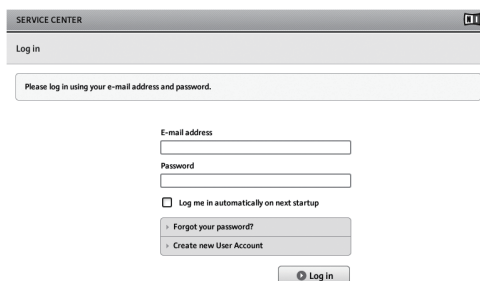 SERVICE CENTER
Log in
Please log in using your e-mail address and password.
E-mail address
Password
Log me in automatically on next startup
Forgot your password?
Create new User Account
Log in